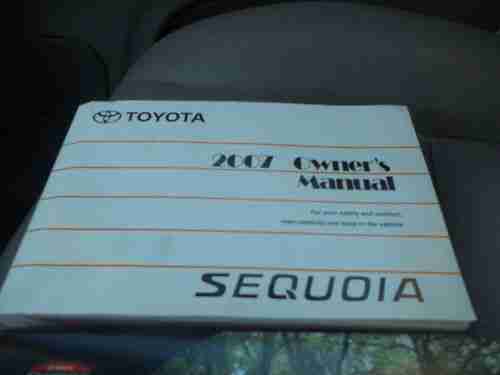 TOYOTA
2007 Owner's
Manual
For your safety and comfort,
read carefully and keep in the vehicle
SEQUOIA